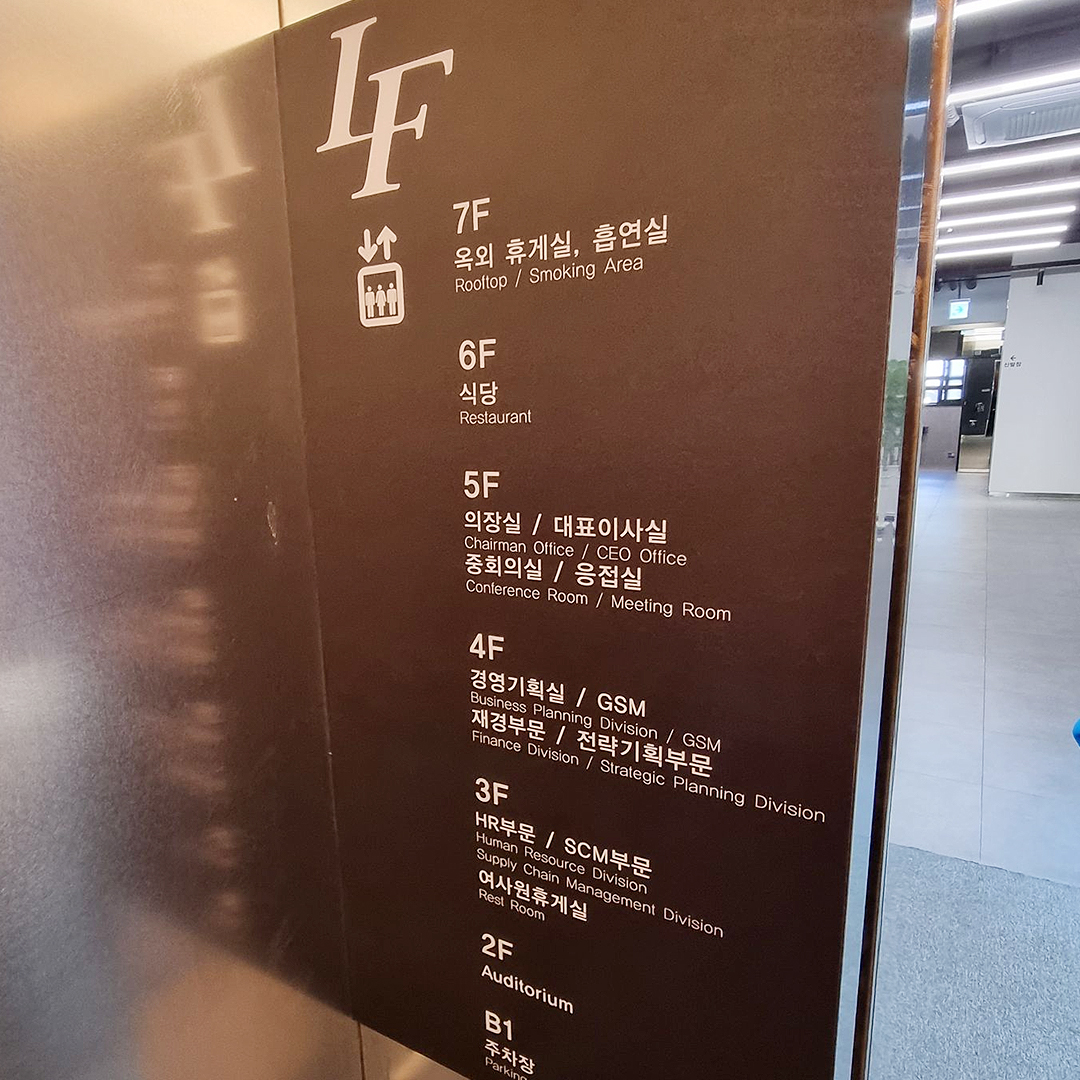 LF
7F
옥외 휴게실, 흡연실
Rooftop / Smoking Area
6F
식당
Restaurant
5F
의장실 / 대표이사실
Chairman Office / CEO Office
중회의실 / 응접실
Conference Room / Meeting Room
4F
경영기획실 / GSM
Business Planning Division / GSM
재경부문 / 전략기획부문
Finance Division / Strategic Planning Division
3F
HR부문 / SCM부문
Human Resource Division
Supply Chain Management Division
여사원휴게실
Rest Room
2F
Auditorium
B1
주차장
Parking